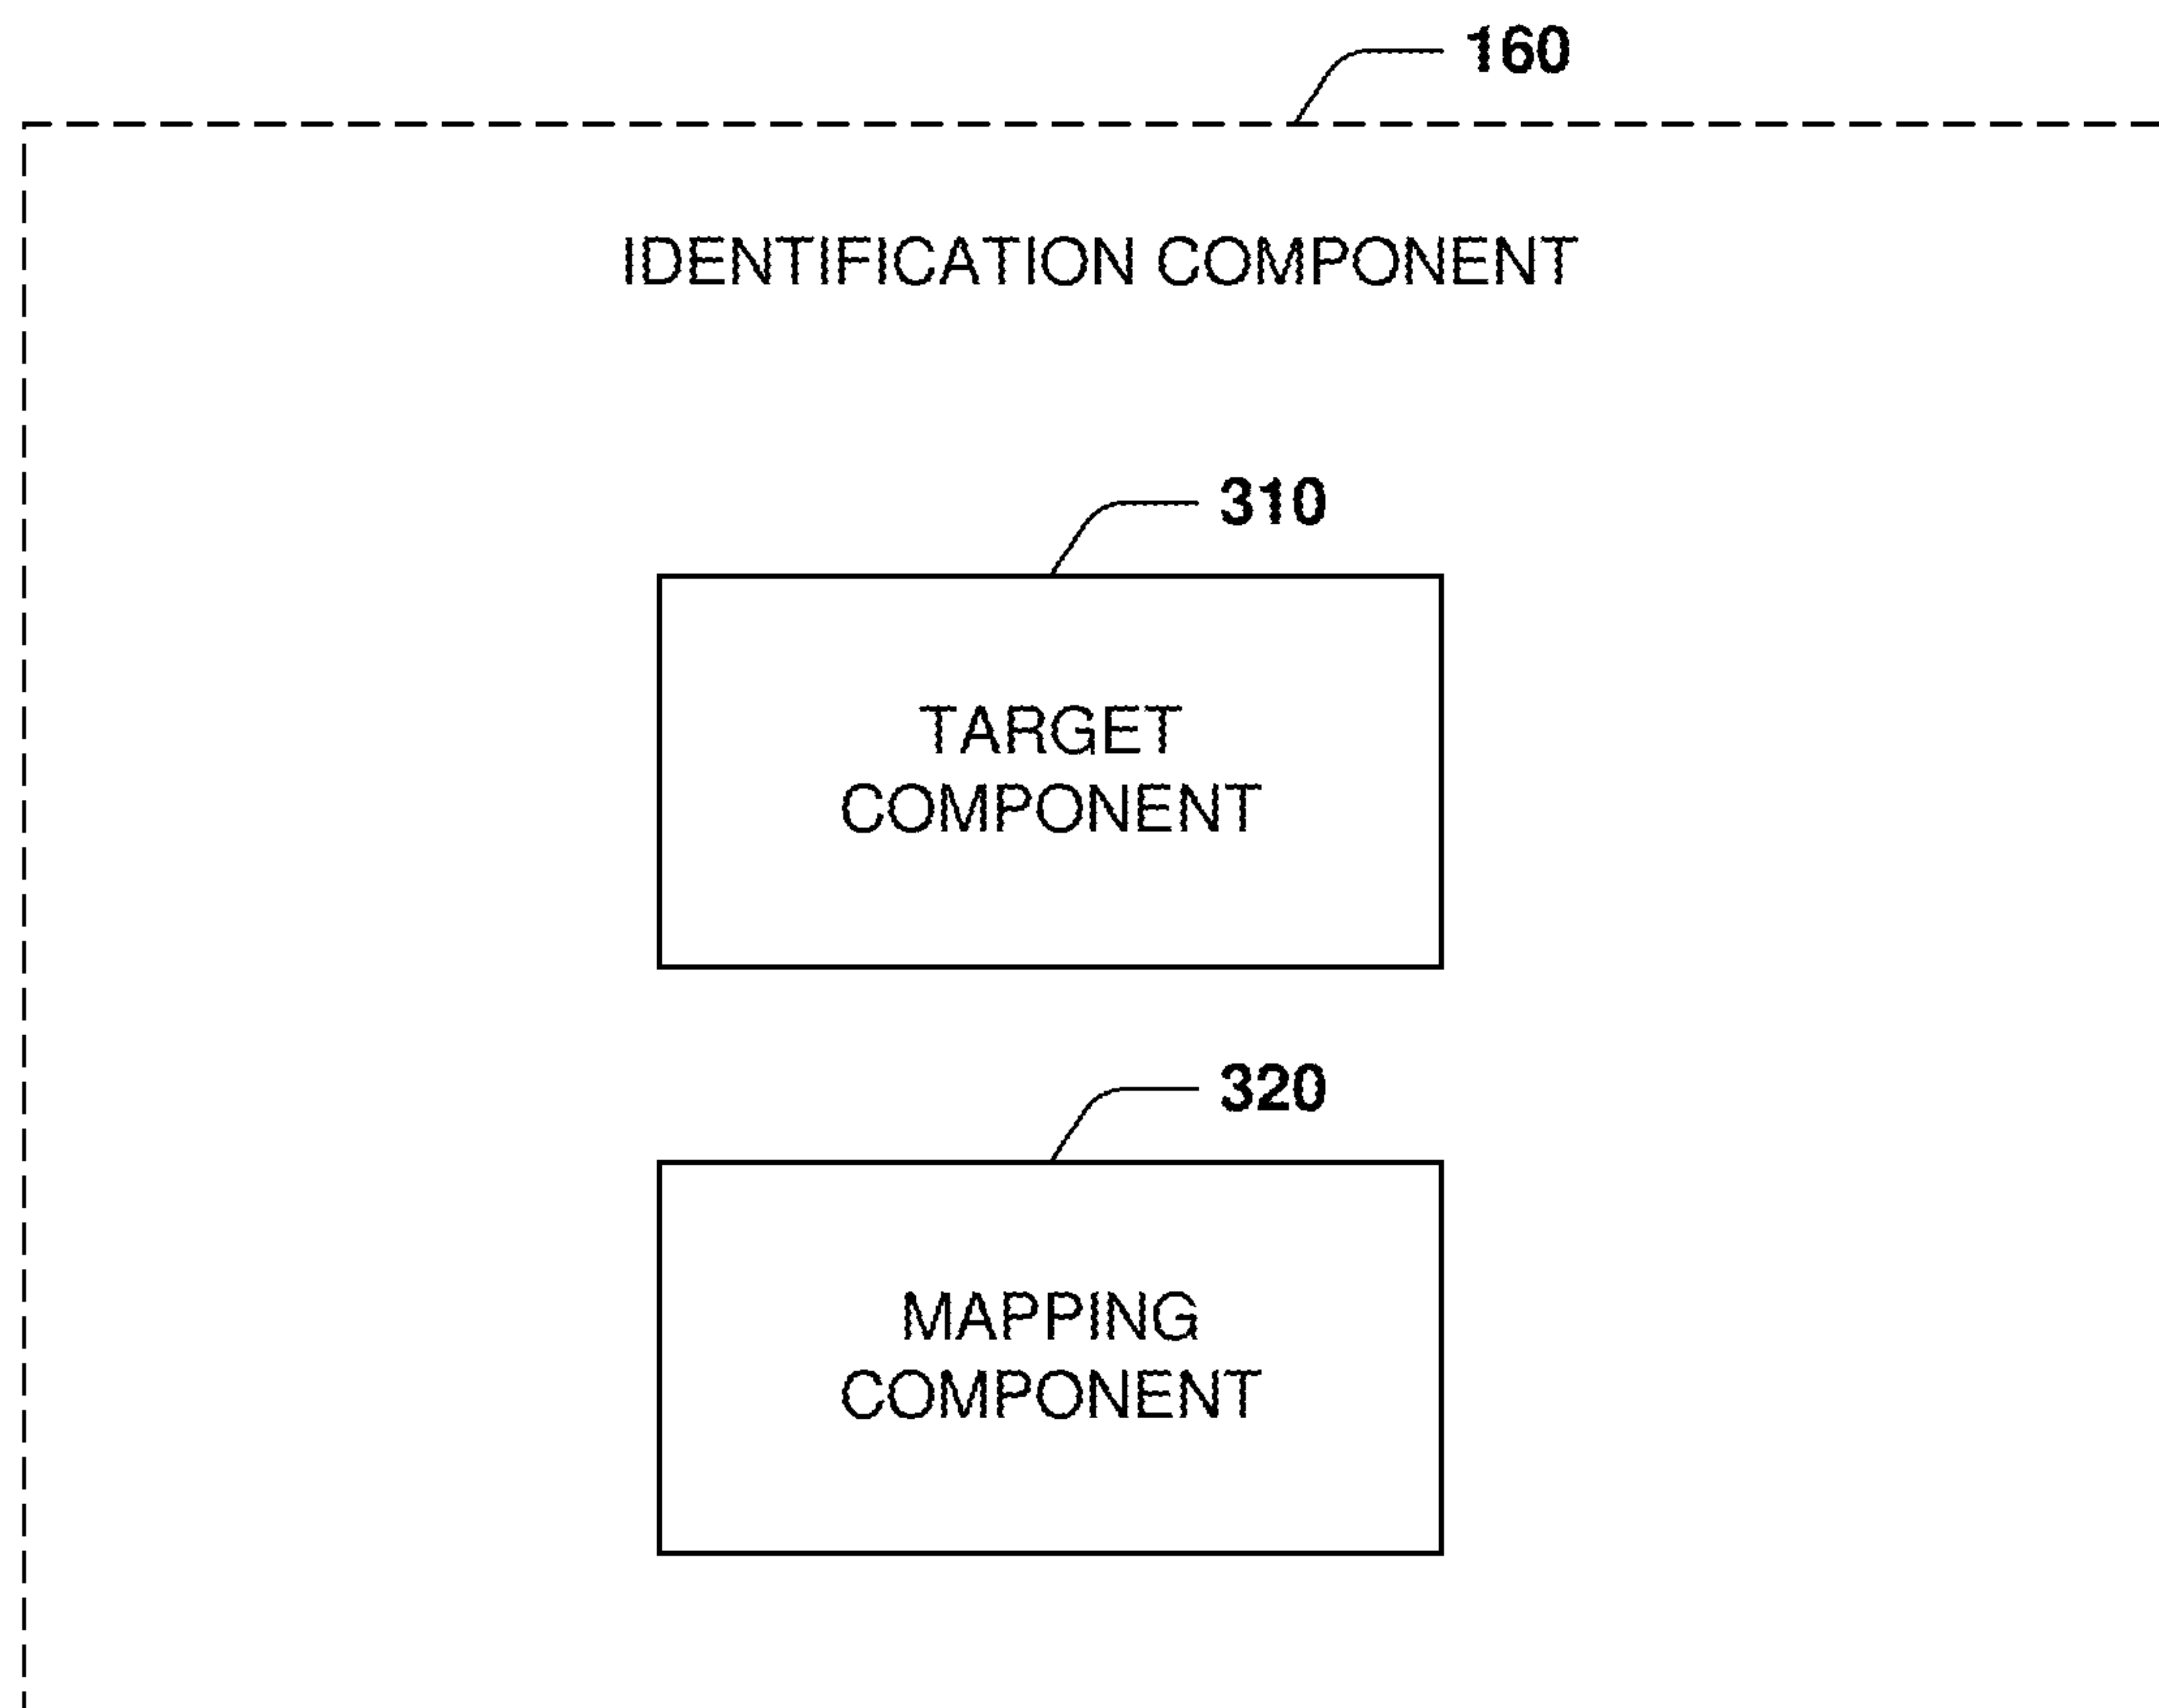 160
IDENTIFICATION COMPONENT
310
TARGET
COMPONENT
320
MAPPING
COMPONENT